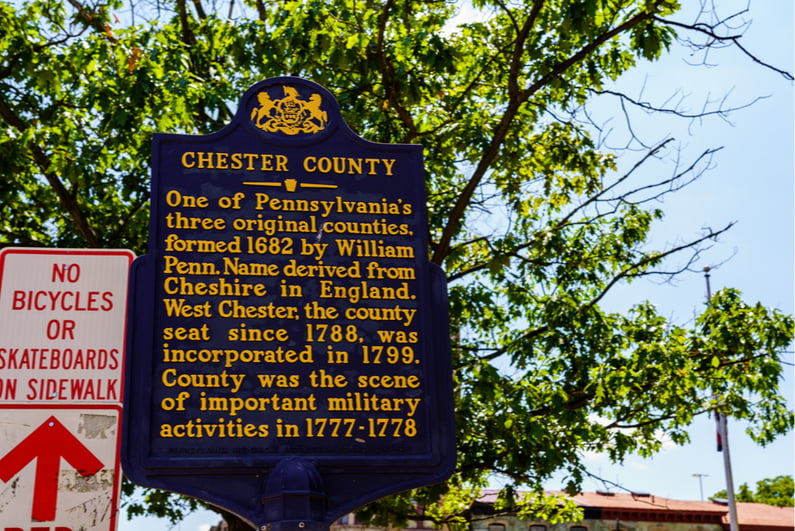 CHESTER COUNTY
One of Pennsylvania's
three original counties,
formed 1682 by William
Penn. Name derived from
Cheshire in England.
West Chester, the county
seat since 1788, was
incorporated in 1799.
County was the scene
of important military
activities in 1777-1778
NO
BICYCLES
OR
SKATEBOARDS
ON SIDEWALK